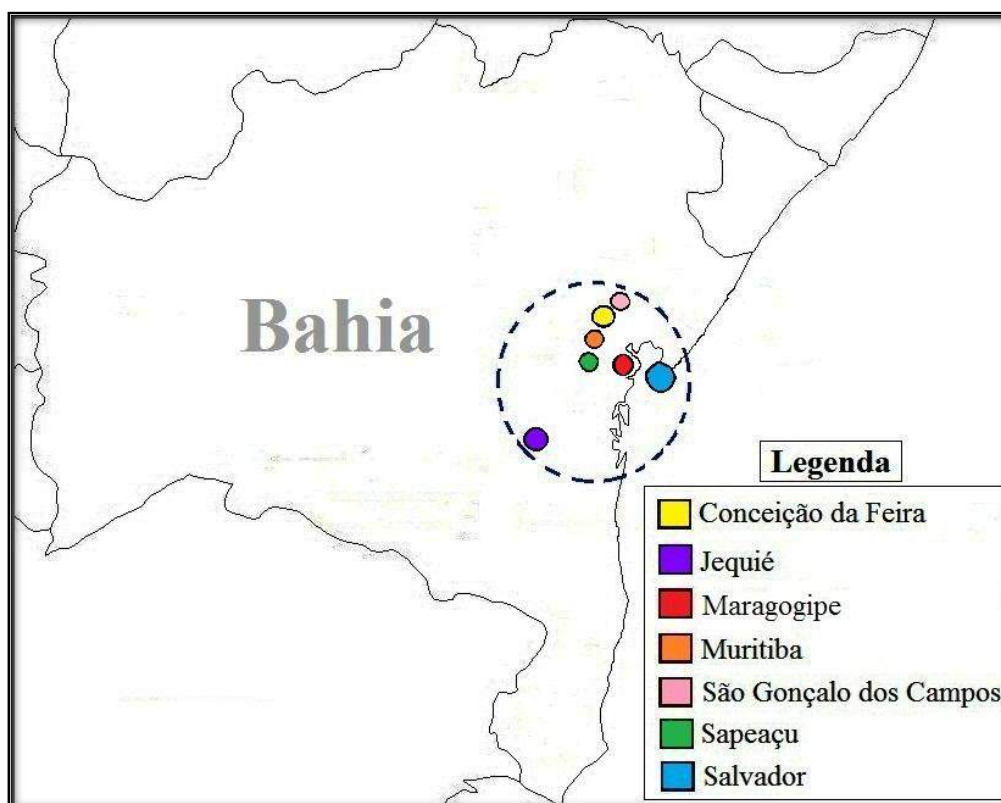 Bahia
Legenda
Conceição da Feira
Jequié
Maragogipe
Muritiba
São Gonçalo dos Campos
Sapeaçu
Salvador